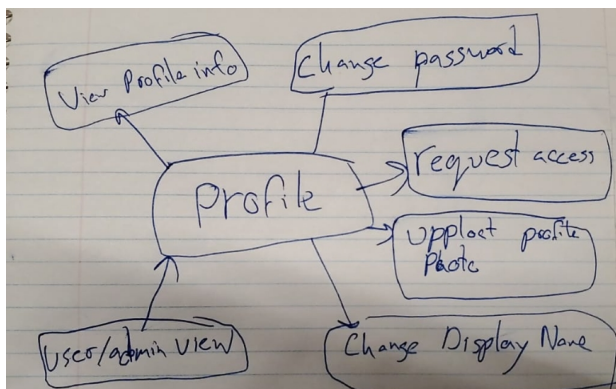 View Profile info
Change password
request access
Profile
Upploat profile
Photo
User/admin view
Change Display Name